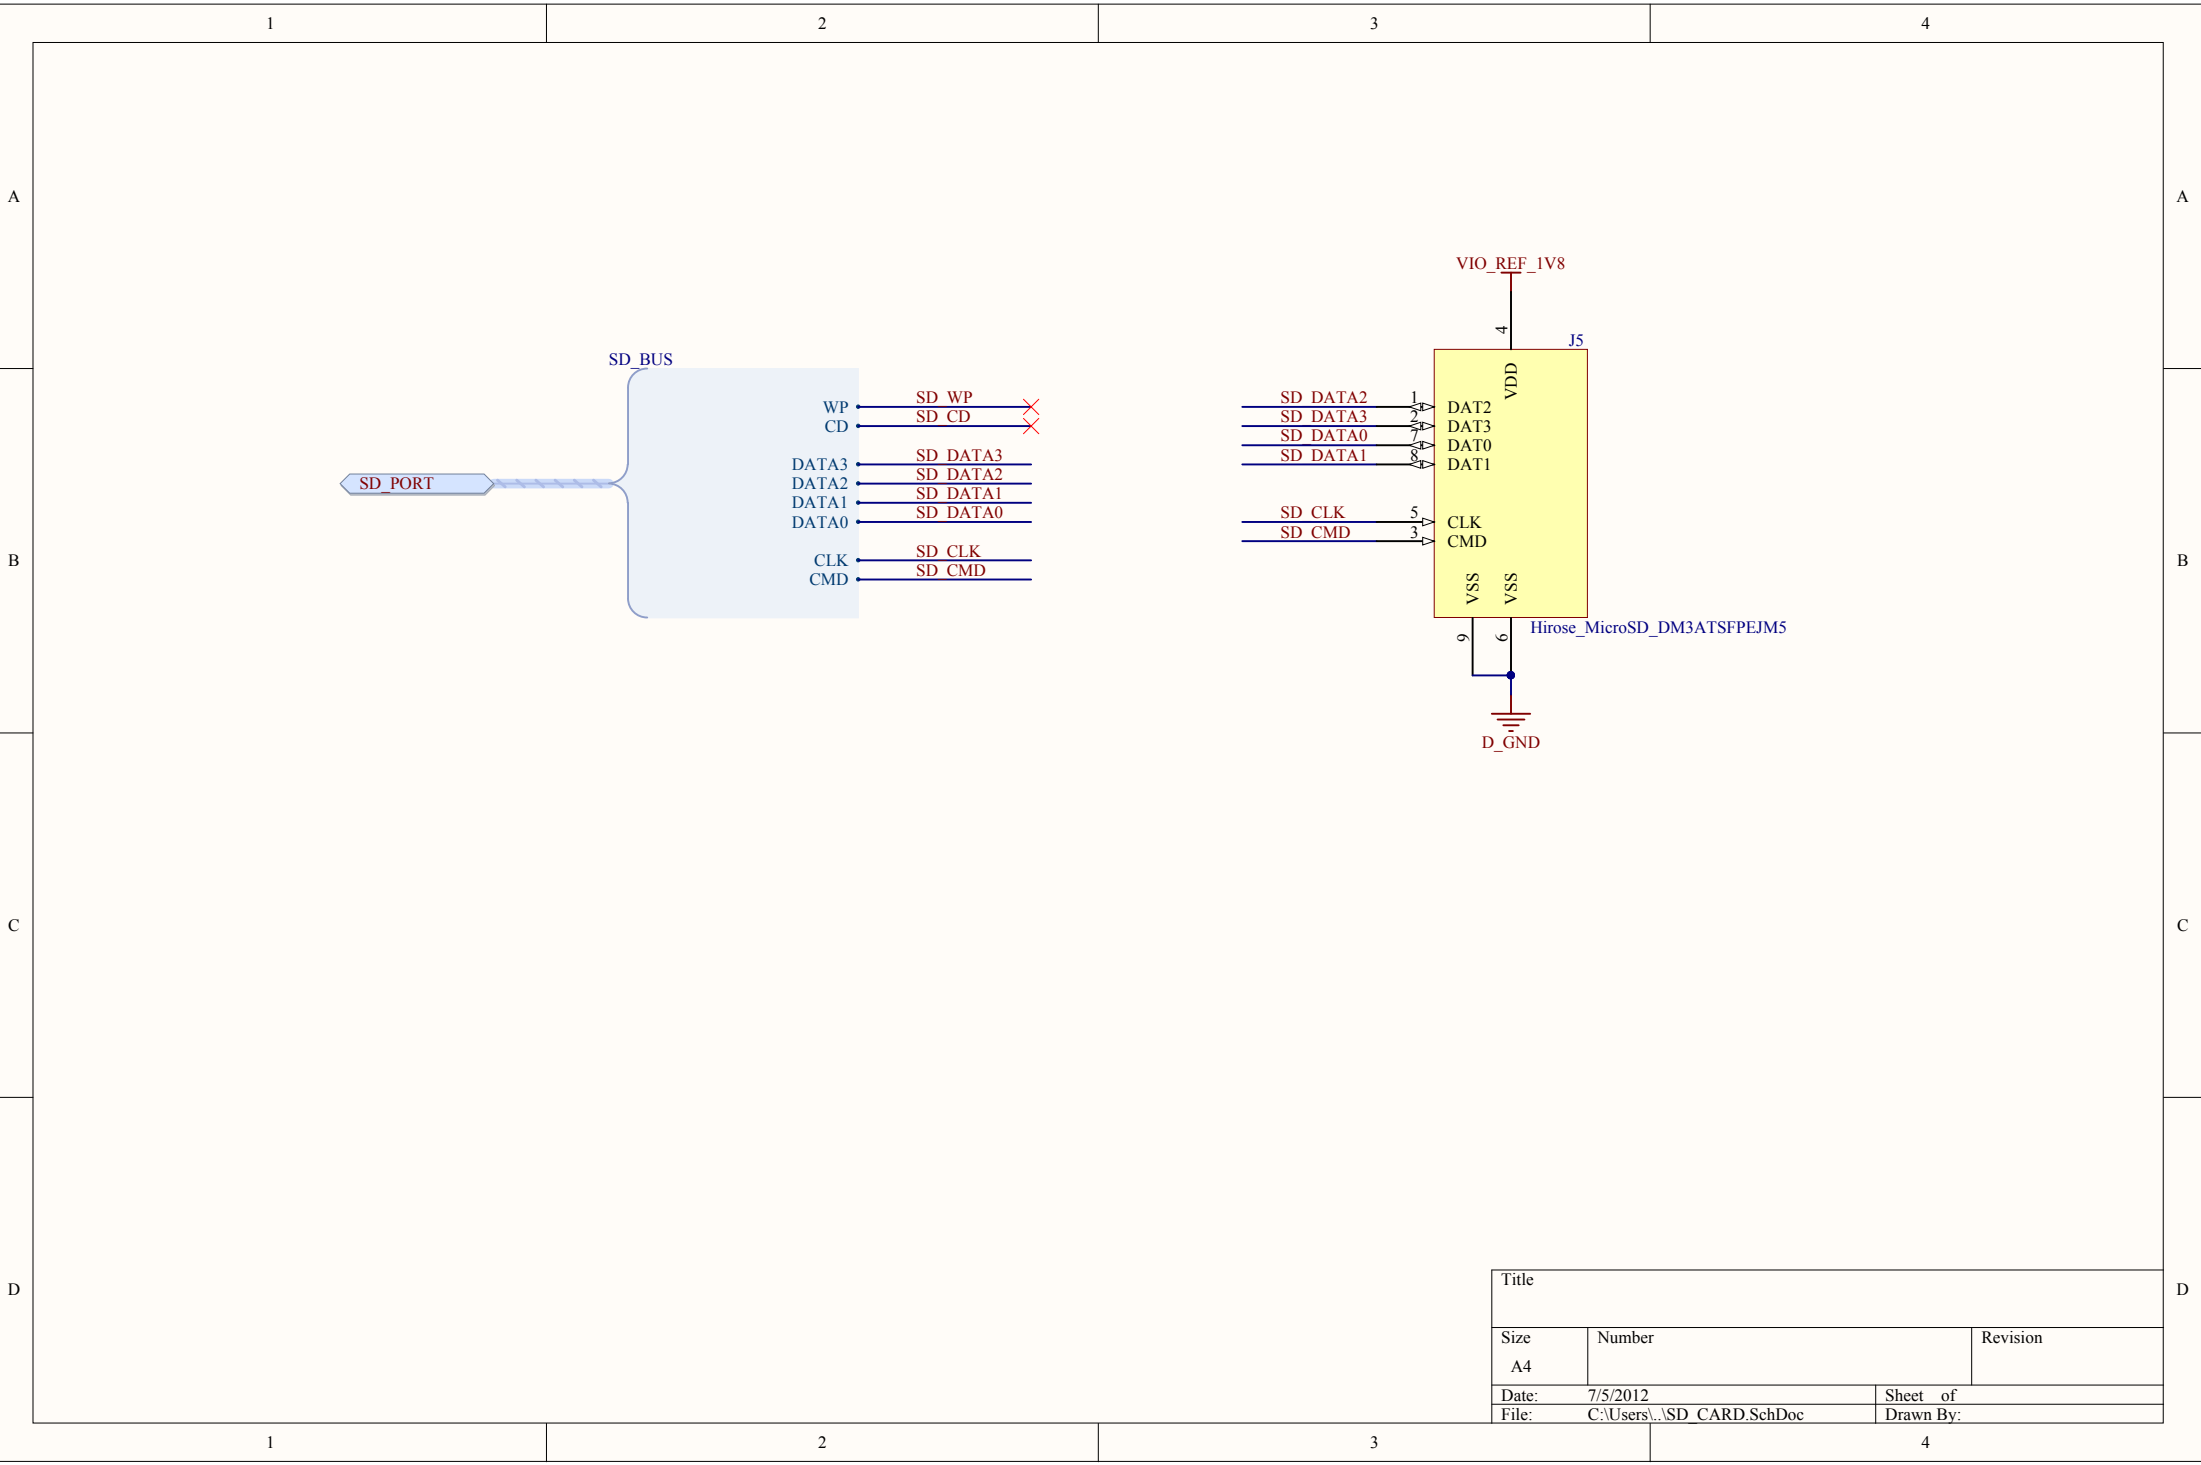 1 2 3 4
A A
VIO_REF_1V8
4
J5
SD_BUS
VDD
WP SD_WP
CD SD_CD
DATA3 SD_DATA3
DATA2 SD_DATA2
DATA1 SD_DATA1
DATA0 SD_DATA0
CLK SD_CLK
CMD SD_CMD
SD_PORT
SD_DATA2 1 DAT2
SD_DATA3 2 DAT3
SD_DATA0 7 DAT0
SD_DATA1 8 DAT1
SD_CLK 5 CLK
SD_CMD 3 CMD
B B
VSS VSS
9 6
Hirose_MicroSD_DM3ATSFPEJM5
D_GND
C C
D D
Title
Size Number Revision
A4
Date: 7/5/2012 Sheet of
File: C:\Users\..\SD_CARD.SchDoc Drawn By:
1 2 3 4